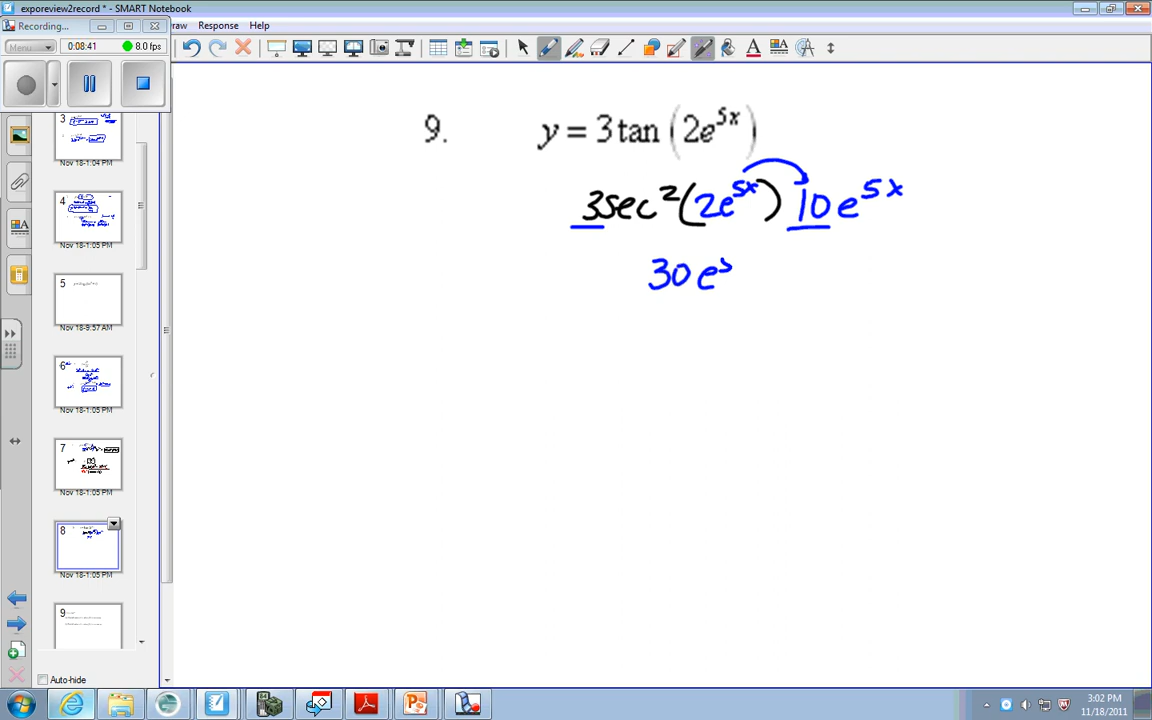 exporeview2record * - SMART Notebook
Recording...
raw Response Help
Menu 0:08:41 8.0 fps
3
Nov 18-1:04 PM
4
Nov 18-1:05 PM
5
Nov 18-9:57 AM
6
Nov 18-1:05 PM
7
Nov 18-1:05 PM
8
Nov 18-1:05 PM
9
Auto-hide
9. y = 3 tan (2e^{5x})
3sec²(2e^{5x}) 10e^{5x}
30 e
3:02 PM
11/18/2011